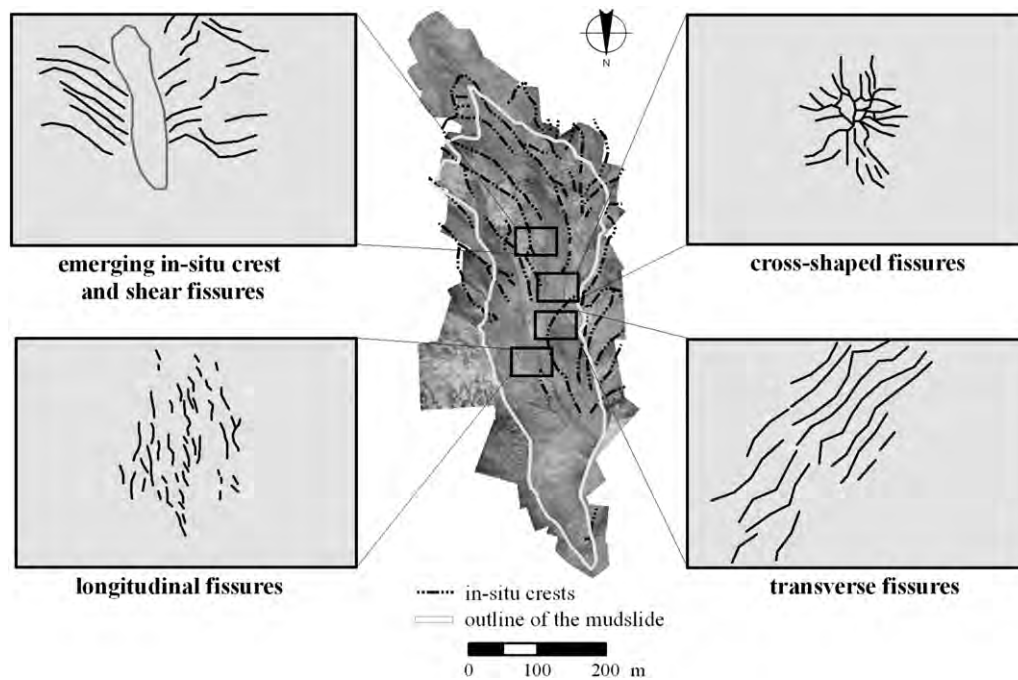 N
emerging in-situ crest
and shear fissures
cross-shaped fissures
longitudinal fissures
transverse fissures
in-situ crests
outline of the mudslide
0 100 200 m